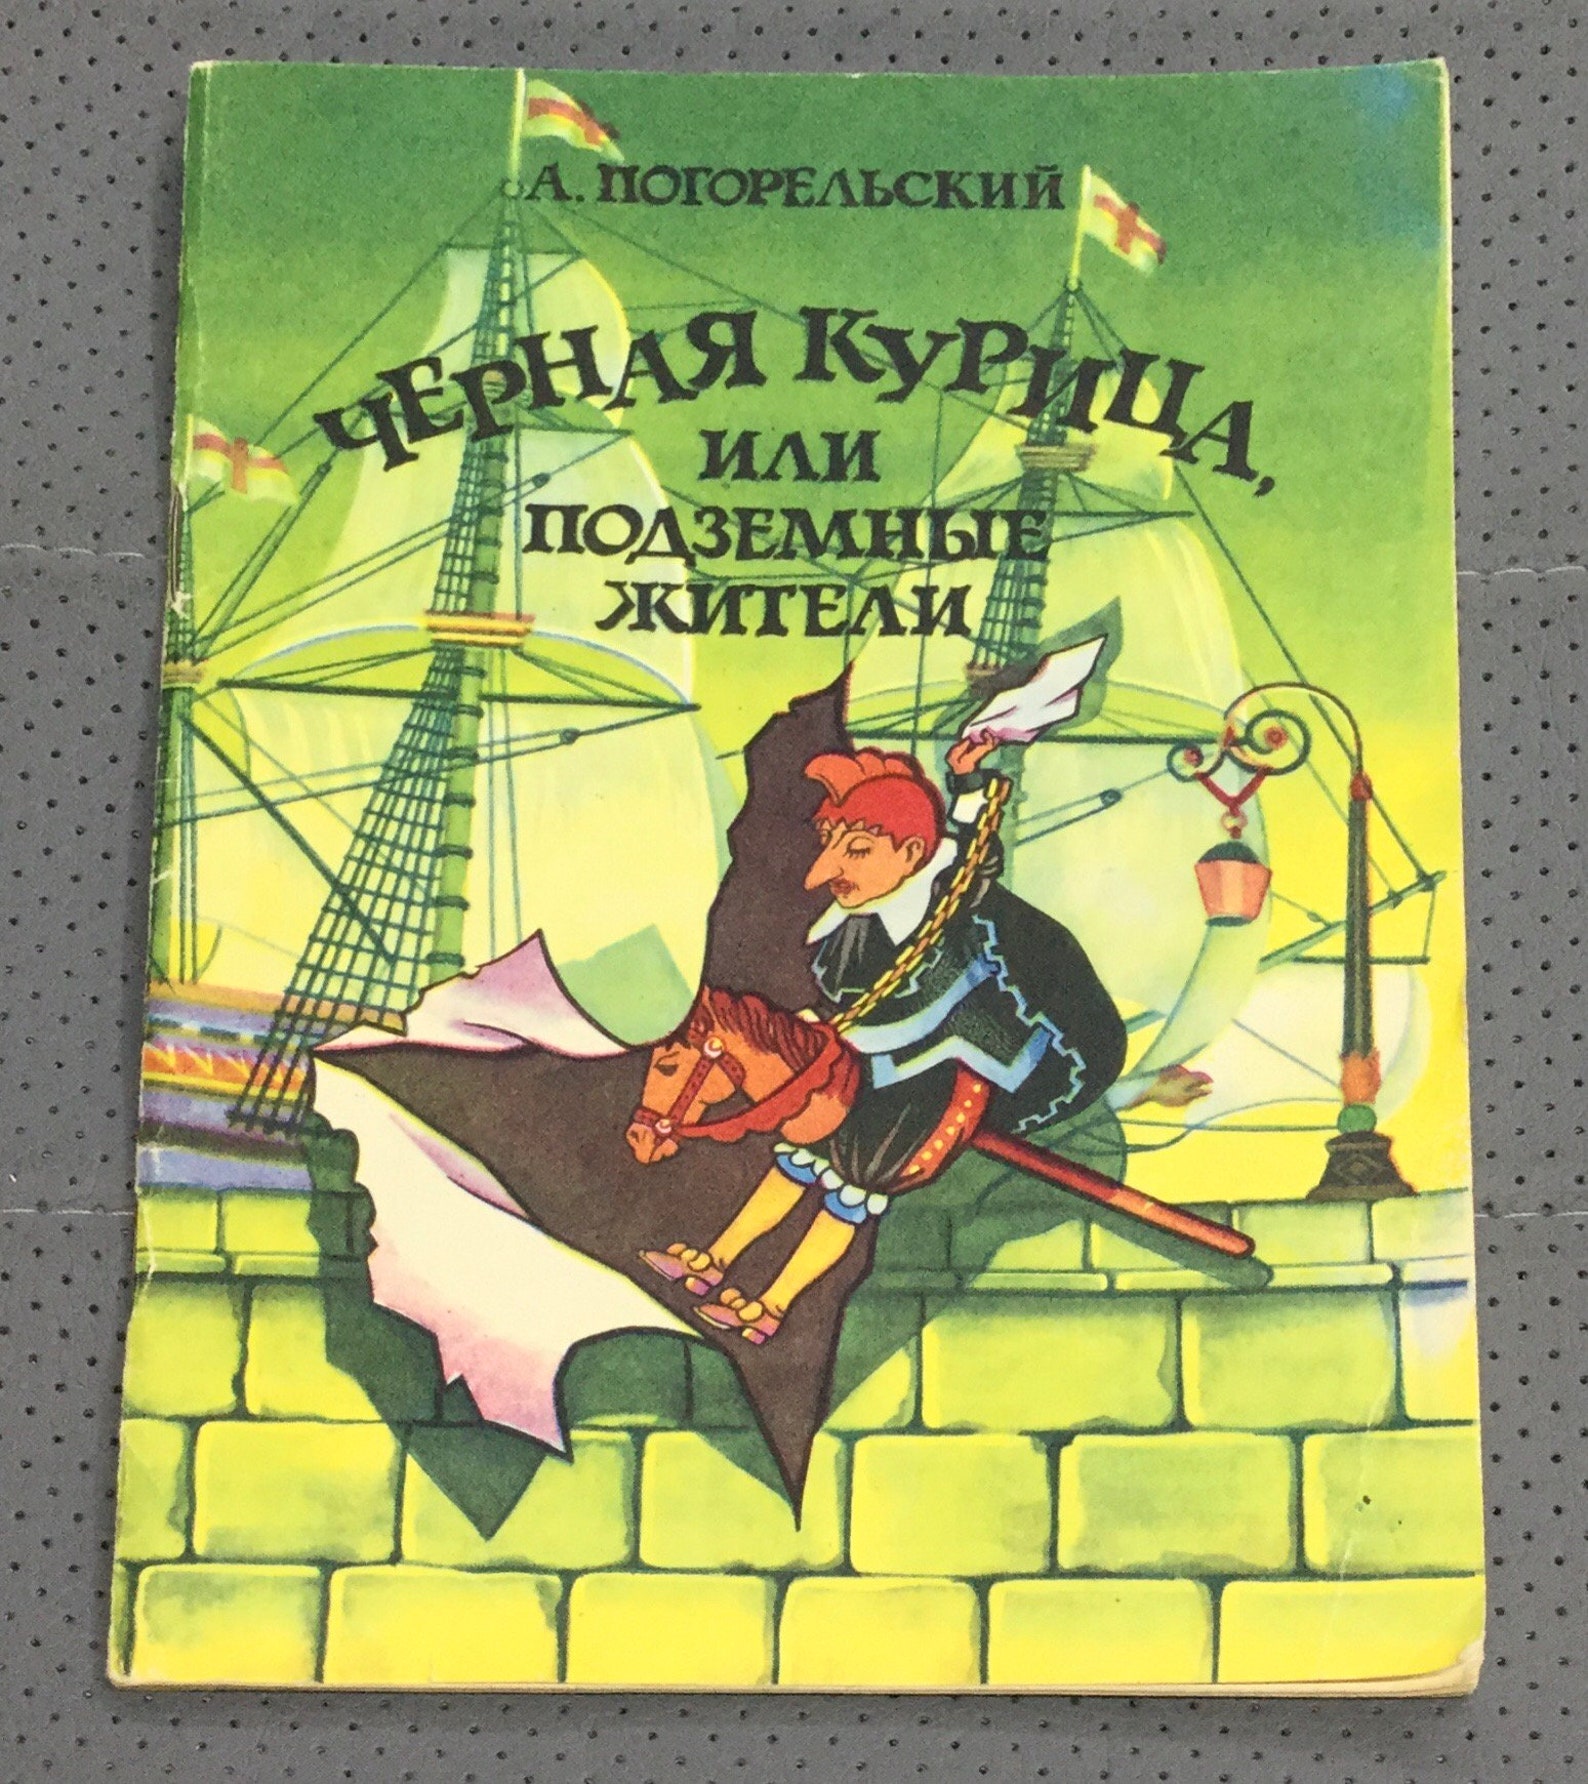 А. ПОГОРЕЛЬСКИЙ
ЧЕРНАЯ КУРИЦА,
ИЛИ
ПОДЗЕМНЫЕ
ЖИТЕЛИ